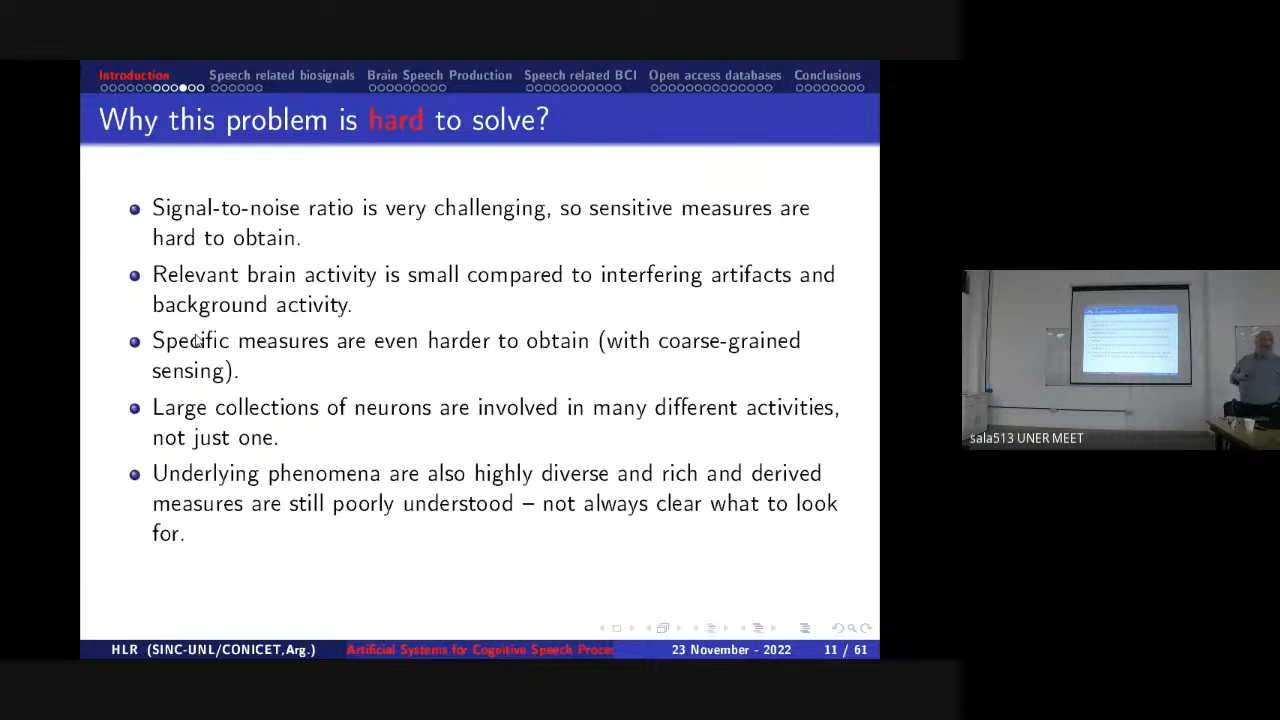 Introduction Speech related biosignals Brain Speech Production Speech related BCI Open access databases Conclusions
Why this problem is hard to solve?
Signal-to-noise ratio is very challenging, so sensitive measures are
hard to obtain.
Relevant brain activity is small compared to interfering artifacts and
background activity.
Specific measures are even harder to obtain (with coarse-grained
sensing).
Large collections of neurons are involved in many different activities,
not just one.
Underlying phenomena are also highly diverse and rich and derived
measures are still poorly understood – not always clear what to look
for.
sala513 UNER MEET
HLR (SINC-UNL/CONICET,Arg.) Artificial Systems for Cognitive Speech Proces 23 November - 2022 11 / 61